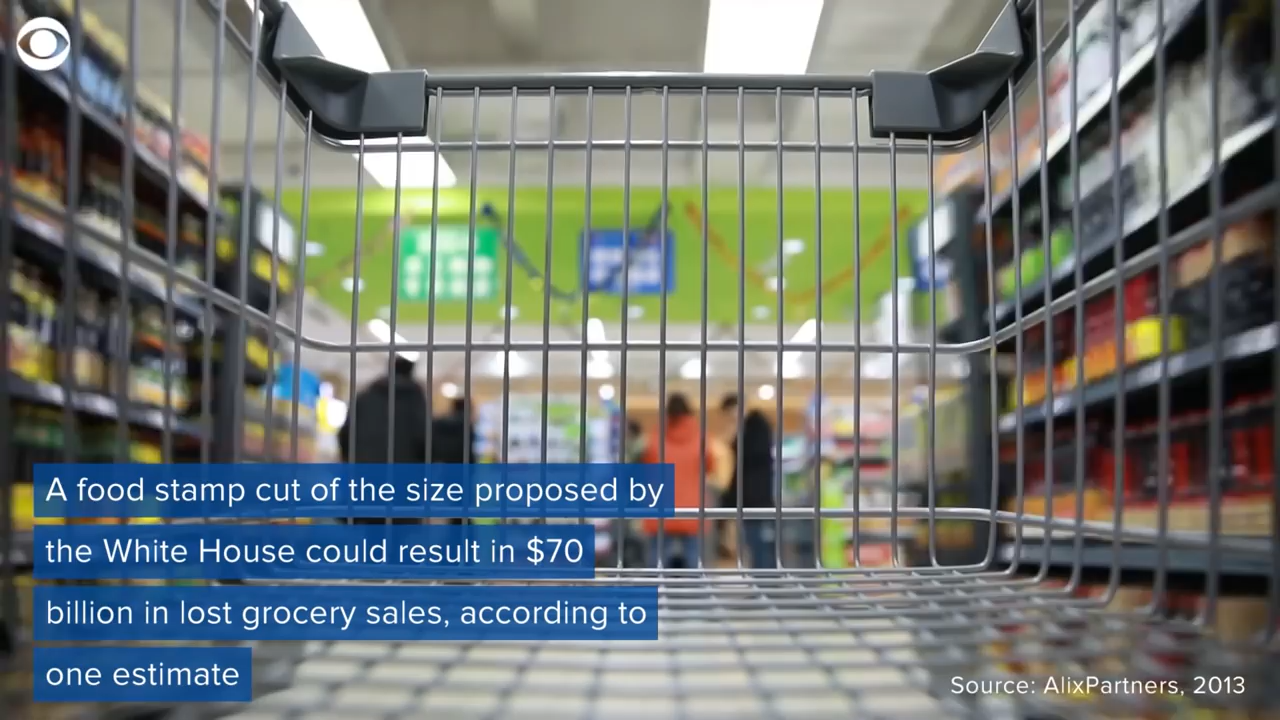 A food stamp cut of the size proposed by
the White House could result in $70
billion in lost grocery sales, according to
one estimate
Source: AlixPartners, 2013